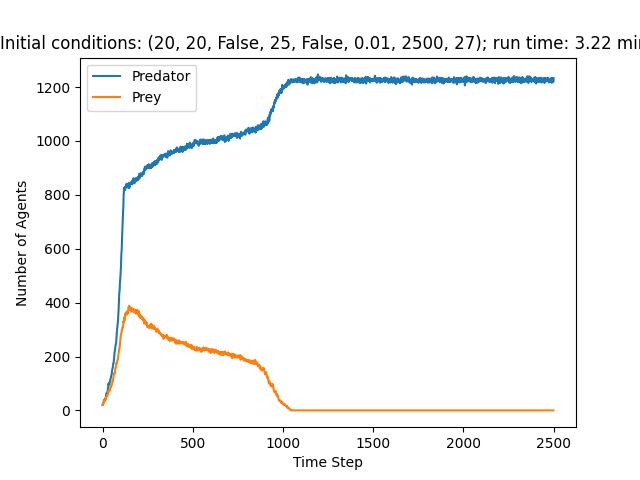 Initial conditions: (20, 20, False, 25, False, 0.01, 2500, 27); run time: 3.22 mi
Predator
Prey
1200
1000
800
600
400
200
0
Number of Agents
0 500 1000 1500 2000 2500
Time Step